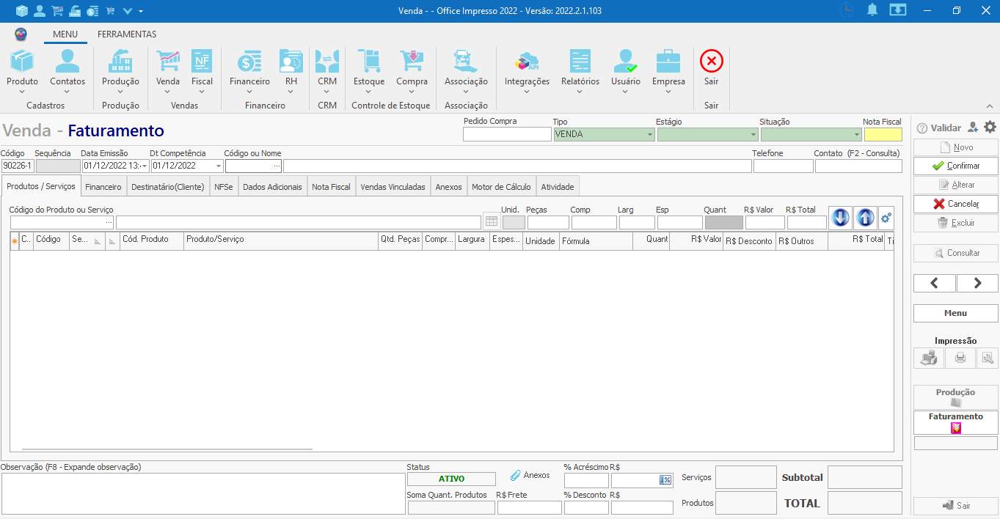 Venda - - Office Impresso 2022 - Versão: 2022.2.1.103
MENU FERRAMENTAS
NF API
Produto Contatos Produção Venda Fiscal Financeiro RH CRM Estoque Compra Associação Integrações Relatórios Usuário Empresa Sair
Cadastros Produção Vendas Financeiro CRM Controle de Estoque Associação Sair
Venda - Faturamento
Pedido Compra Tipo Estágio Situação Nota Fiscal
VENDA
Código Sequência Data Emissão Dt Competência Código ou Nome Telefone Contato (F2 - Consulta)
90226-1 01/12/2022 13: 01/12/2022 ...
Produtos / Serviços Financeiro Destinatário(Cliente) NFSe Dados Adicionais Nota Fiscal Vendas Vinculadas Anexos Motor de Cálculo Atividade
Código do Produto ou Serviço Unid. Peças Comp Larg Esp Quant R$ Valor R$ Total
...
C.. Código Se... Cód. Produto Produto/Serviço Qtd. Peças Compr... Largura Espes... Unidade Fórmula Quant R$ Valor R$ Desconto R$ Outros R$ Total Ti
Observação (F8 - Expande observação)
Status
ATIVO
Anexos
% Acréscimo R$
Soma Quant. Produtos R$ Frete % Desconto R$
Serviços Subtotal
Produtos TOTAL
Validar
Novo
Confirmar
Alterar
Cancelar
Excluir
Consultar
Menu
Impressão
Produção
Faturamento
Sair